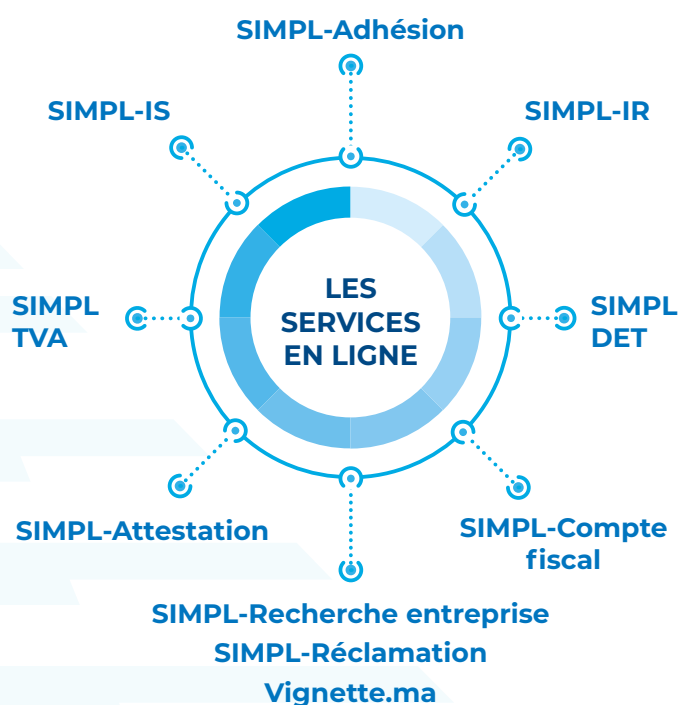 SIMPL-Adhésion
SIMPL-IS
SIMPL-IR
LES
SERVICES
EN LIGNE
SIMPL
TVA
SIMPL
DET
SIMPL-Attestation
SIMPL-Compte
fiscal
SIMPL-Recherche entreprise
SIMPL-Réclamation
Vignette.ma